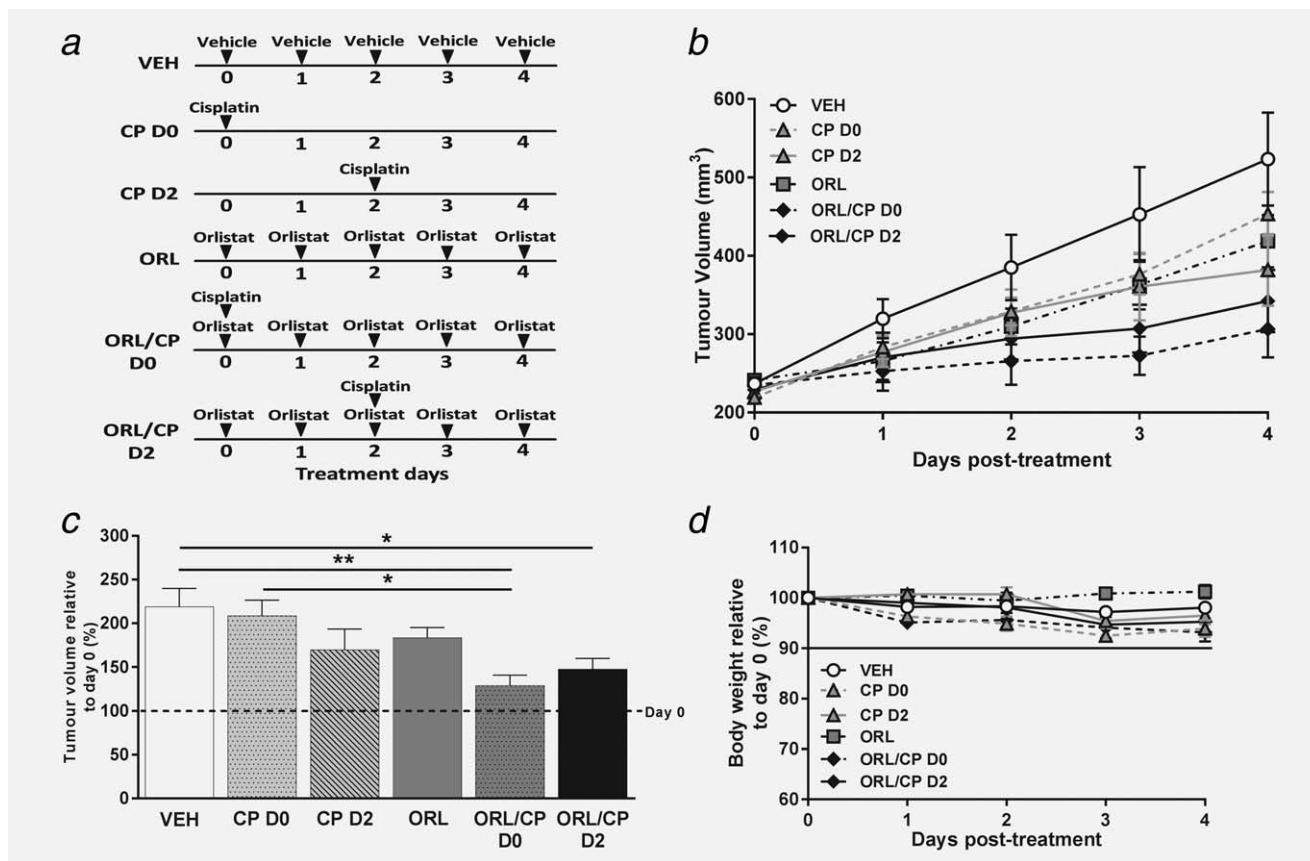 a
Vehicle Vehicle Vehicle Vehicle Vehicle
VEH
0 1 2 3 4
Cisplatin
CP D0
0 1 2 3 4
Cisplatin
CP D2
0 1 2 3 4
Orlistat Orlistat Orlistat Orlistat Orlistat
ORL
0 1 2 3 4
Cisplatin
Orlistat Orlistat Orlistat Orlistat Orlistat
ORL/CP
D0
0 1 2 3 4
Cisplatin
Orlistat Orlistat Orlistat Orlistat Orlistat
ORL/CP
D2
0 1 2 3 4
Treatment days
b
Tumour Volume (mm³)
600
500
400
300
200
VEH
CP D0
CP D2
ORL
ORL/CP D0
ORL/CP D2
0 1 2 3 4
Days post-treatment
c
Tumour volume relative
to day 0 (%)
300
250
200
150
100
50
0
*
**
*
Day 0
VEH CP D0 CP D2 ORL ORL/CP ORL/CP
D0 D2
d
Body weight relative
to day 0 (%)
110
100
90
80
70
60
VEH
CP D0
CP D2
ORL
ORL/CP D0
ORL/CP D2
0 1 2 3 4
Days post-treatment